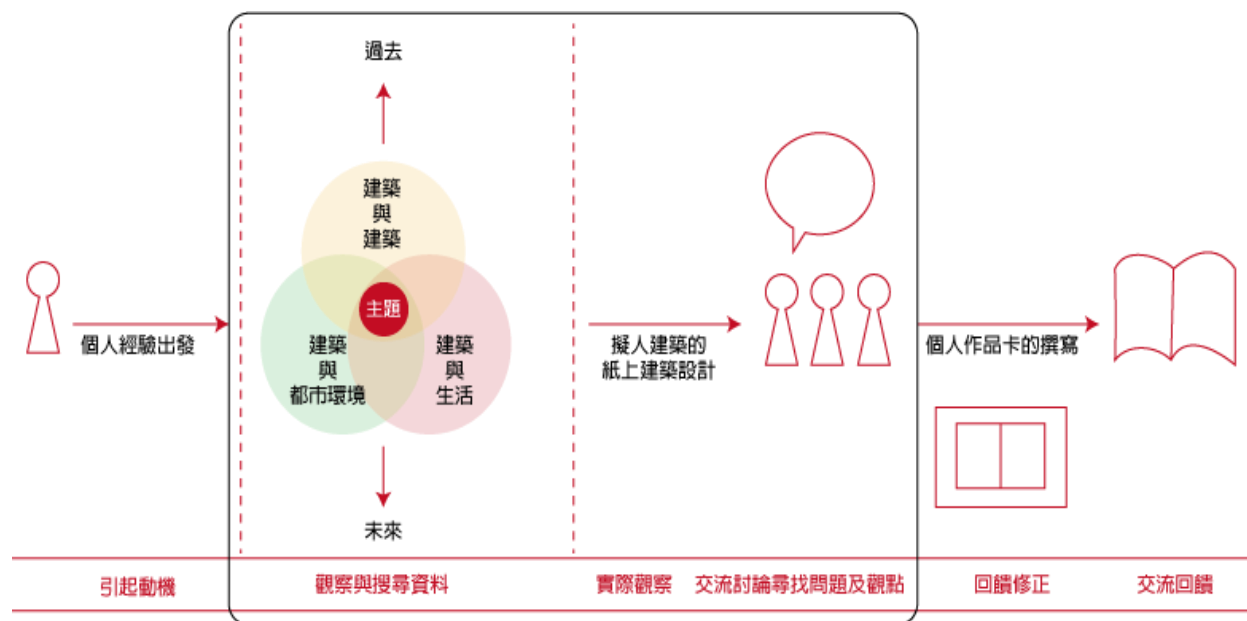 過去
建築
與
建築
主題
建築
與
都市環境
建築
與
生活
未來
個人經驗出發
擬人建築的
紙上建築設計
個人作品卡的撰寫
引起動機
觀察與搜尋資料
實際觀察
交流討論尋找問題及觀點
回饋修正
交流回饋